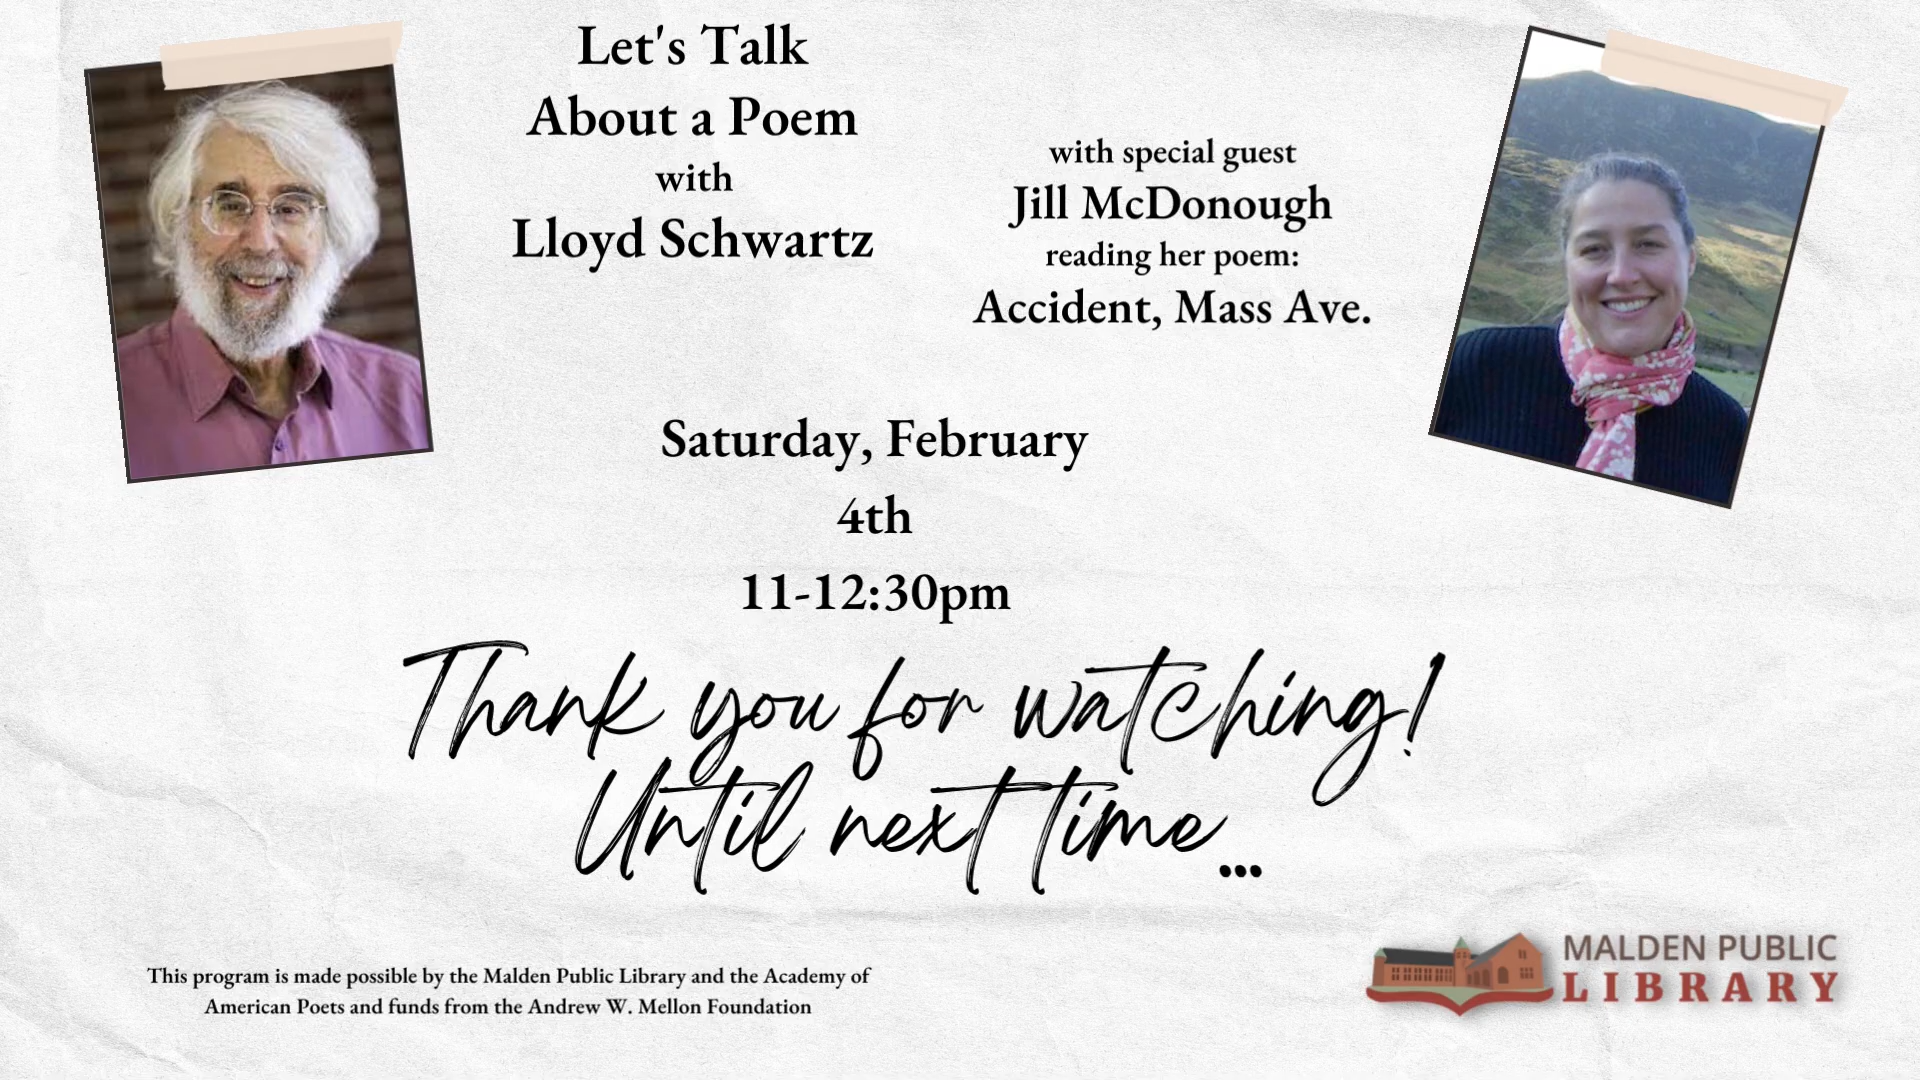 Let's Talk
About a Poem
with
Lloyd Schwartz
with special guest
Jill McDonough
reading her poem:
Accident, Mass Ave.
Saturday, February
4th
11-12:30pm
Thank you for watching!
Until next time...
This program is made possible by the Malden Public Library and the Academy of
American Poets and funds from the Andrew W. Mellon Foundation
MALDEN PUBLIC
LIBRARY